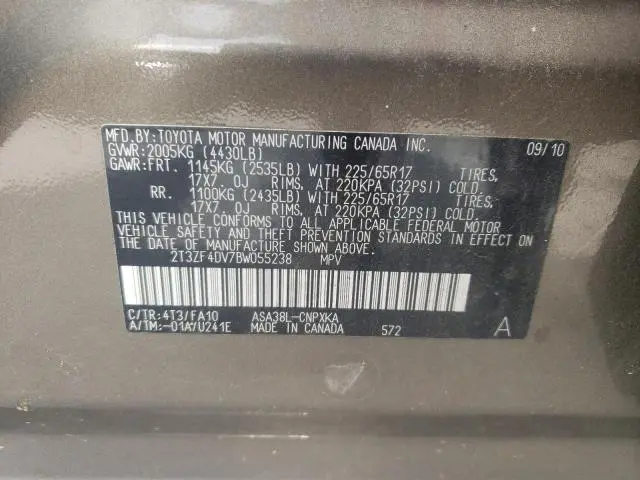 MFD.BY:TOYOTA MOTOR MANUFACTURING CANADA INC. 09/10
GVWR:2005KG (4430LB)
GAWR:FRT. 1145KG (2535LB) WITH 225/65R17 TIRES,
17X7 0J RIMS, AT 220KPA (32PSI) COLD.
RR. 1100KG (2435LB) WITH 225/65R17 TIRES,
17X7 0J RIMS, AT 220KPA (32PSI) COLD.
THIS VEHICLE CONFORMS TO ALL APPLICABLE FEDERAL MOTOR
VEHICLE SAFETY AND THEFT PREVENTION STANDARDS IN EFFECT ON
THE DATE OF MANUFACTURE SHOWN ABOVE.
2T3ZF4DV7BW055238 MPV
C/TR:4T3/FA10 ASA38L-CNPXKA
A/TM:-01A/U241E MADE IN CANADA 572 A